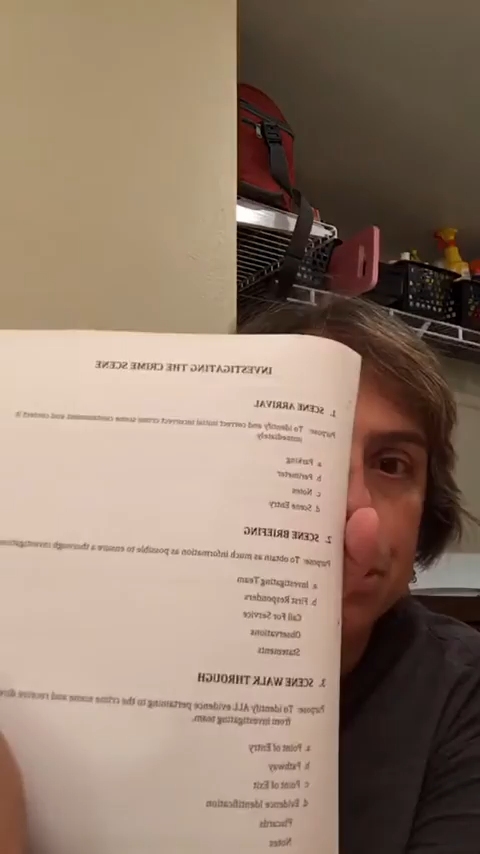 INVESTIGATING THE CRIME SCENE
1. SCENE ARRIVAL
Purpose: To identify and correct initial incorrect crime scene containment and correct it
immediately
a. Parking
b. Perimeter
c. Notes
d. Scene Entry
2. SCENE BRIEFING
Purpose: To obtain as much information as possible to ensure a thorough
a. Investigating Team
b. First Responders
Call For Service
Observations
Statements
3. SCENE WALK THROUGH
Purpose: To identify ALL evidence pertaining to the crime scene and receive
from investigating team.
a. Point of Entry
b. Pathway
c. Point of Exit
d. Evidence Identification
Placards
Notes